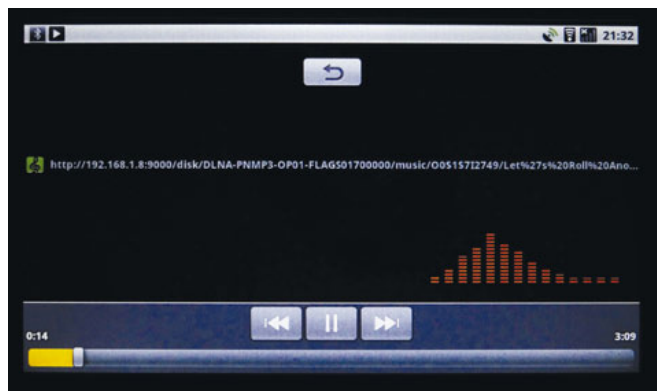 21:32
http://192.168.1.8:9000/disk/DLNA-PNMP3-OP01-FLAGS01700000/music/O0S157I2749/Let%27s%20Roll%20Ano...
0:14
3:09